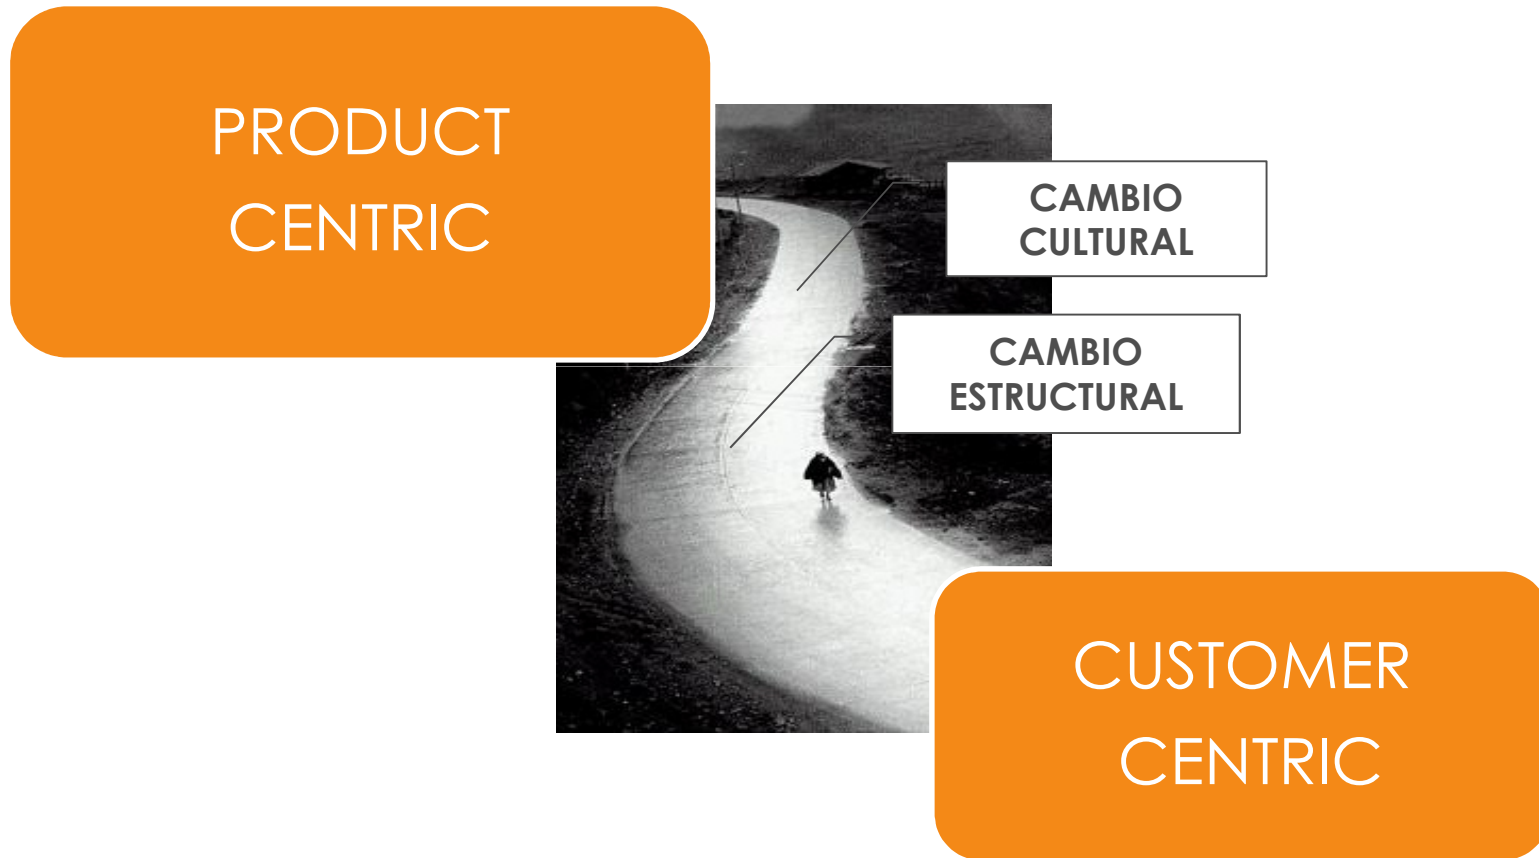 PRODUCT
CENTRIC
CAMBIO
CULTURAL
CAMBIO
ESTRUCTURAL
CUSTOMER
CENTRIC